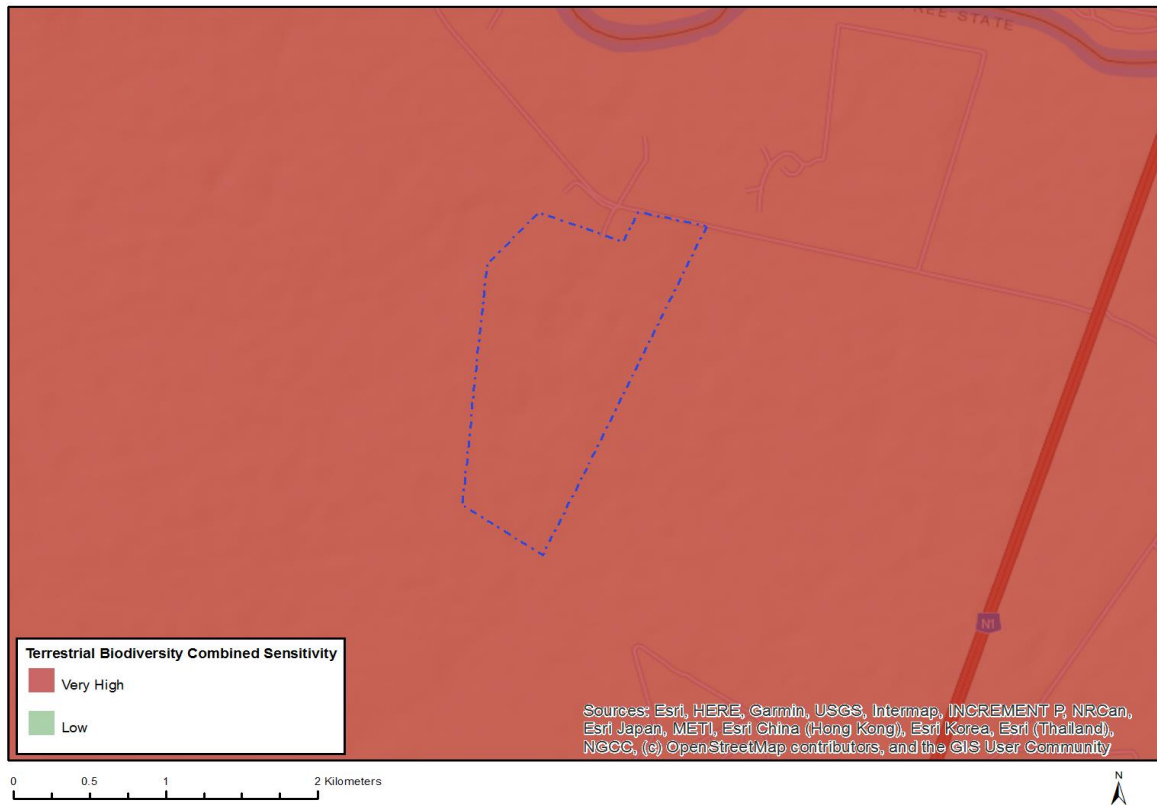 FREE STATE
N1
Terrestrial Biodiversity Combined Sensitivity
Very High
Low
Sources: Esri, HERE, Garmin, USGS, Intermap, INCREMENT P, NRCan,
Esri Japan, METI, Esri China (Hong Kong), Esri Korea, Esri (Thailand),
NGCC, (c) OpenStreetMap contributors, and the GIS User Community
0 0.5 1 2 Kilometers
N